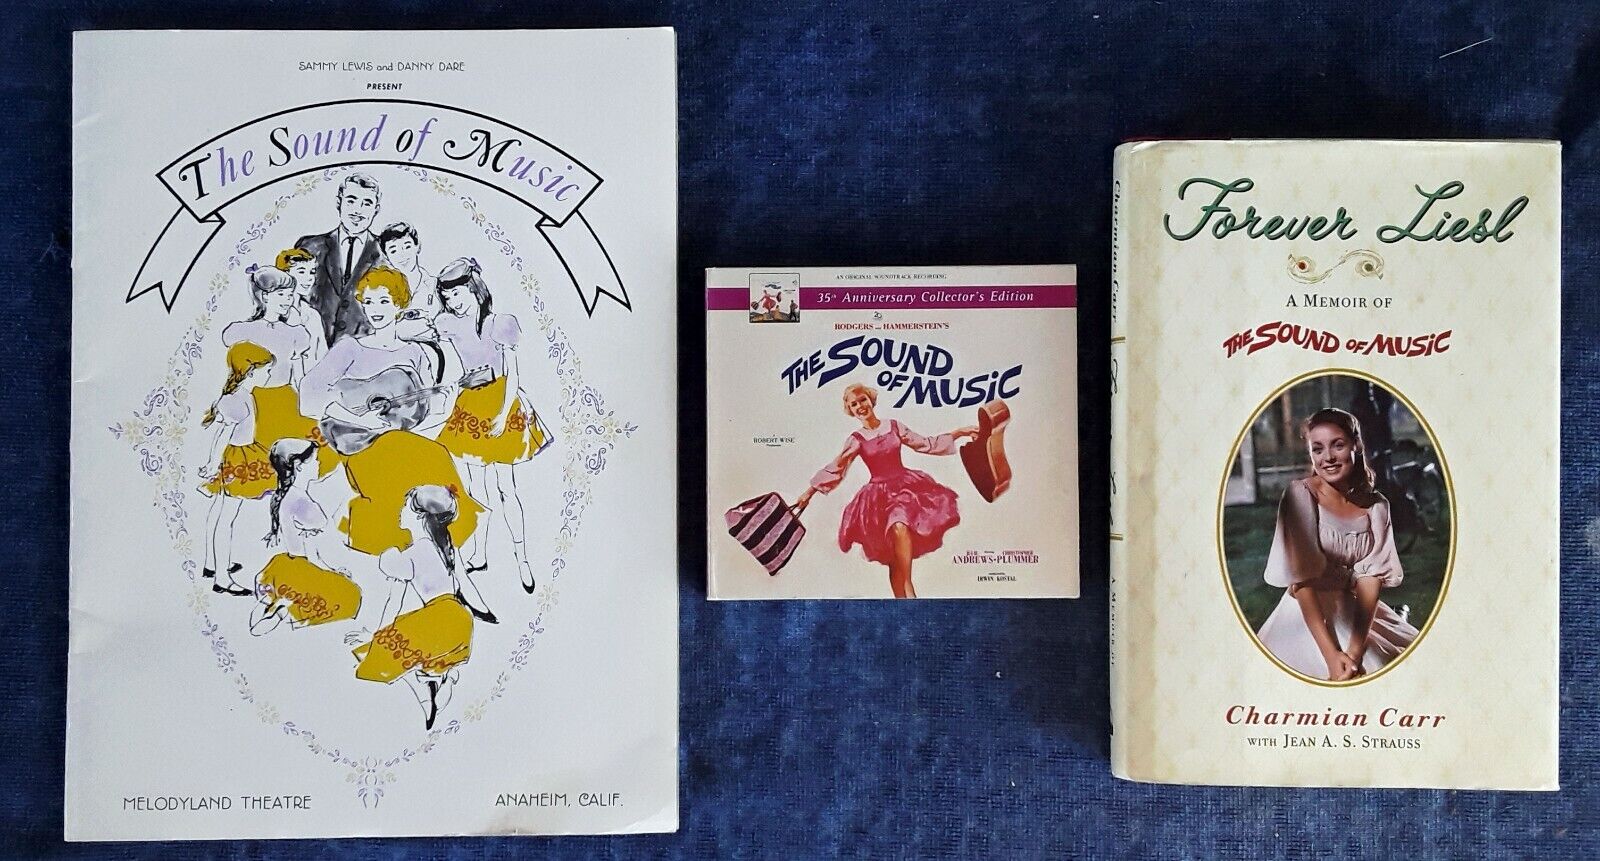 SAMMY LEWIS and DANNY DARE
PRESENT
The Sound of Music
MELODYLAND THEATRE
ANAHEIM, CALIF.
AN ORIGINAL SOUNDTRACK RECORDING
35th Anniversary Collector's Edition
RODGERS AND HAMMERSTEIN'S
THE SOUND
OF MUSIC
A
ROBERT WISE
JULIE ANDREWS • CHRISTOPHER PLUMMER
IRWIN KOSTAL
Charmian Carr
Forever Liesl
A MEMOIR OF
THE SOUND OF MUSIC
Charmian Carr
WITH JEAN A. S. STRAUSS